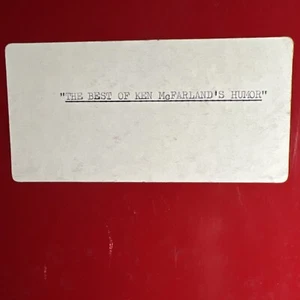 "THE BEST OF KEN McFARLAND'S HUMOR"